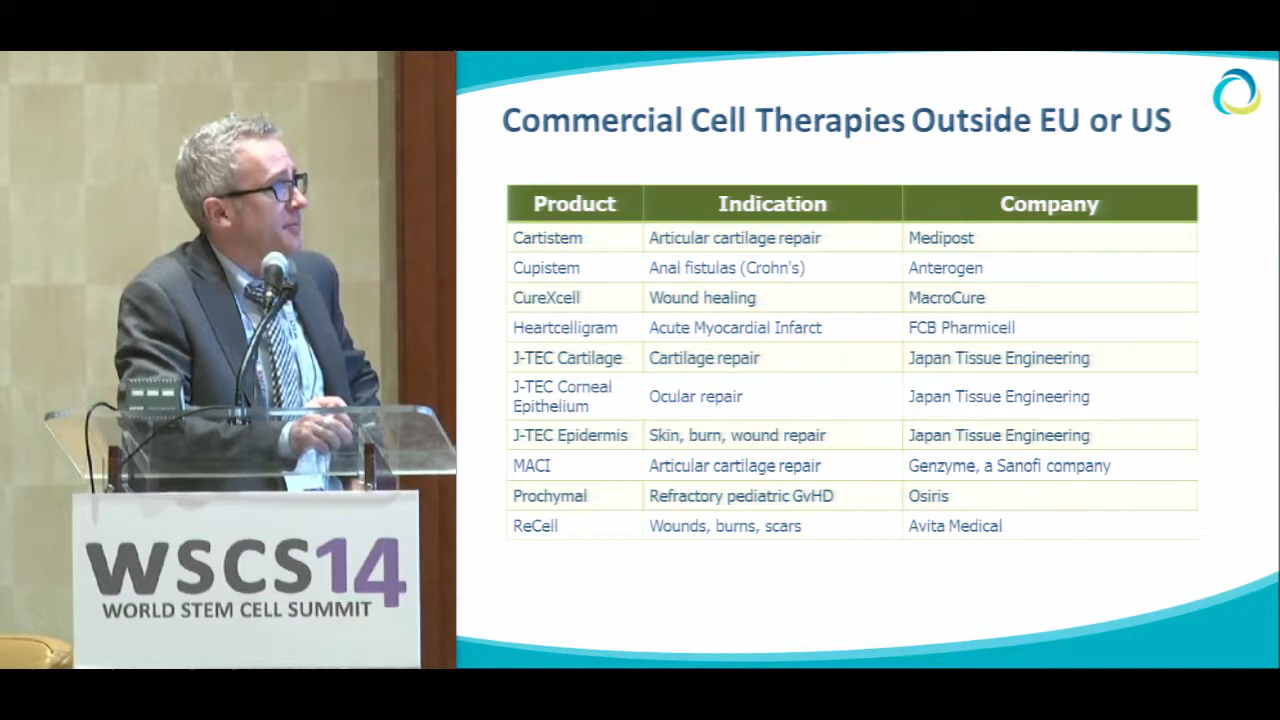 Commercial Cell Therapies Outside EU or US
Product Indication Company
Cartistem Articular cartilage repair Medipost
Cupistem Anal fistulas (Crohn's) Anterogen
CureXcell Wound healing MacroCure
Heartcelligram Acute Myocardial Infarct FCB Pharmicell
J-TEC Cartilage Cartilage repair Japan Tissue Engineering
J-TEC Corneal
Epithelium Ocular repair Japan Tissue Engineering
J-TEC Epidermis Skin, burn, wound repair Japan Tissue Engineering
MACI Articular cartilage repair Genzyme, a Sanofi company
Prochymal Refractory pediatric GvHD Osiris
ReCell Wounds, burns, scars Avita Medical
WSCS14
WORLD STEM CELL SUMMIT